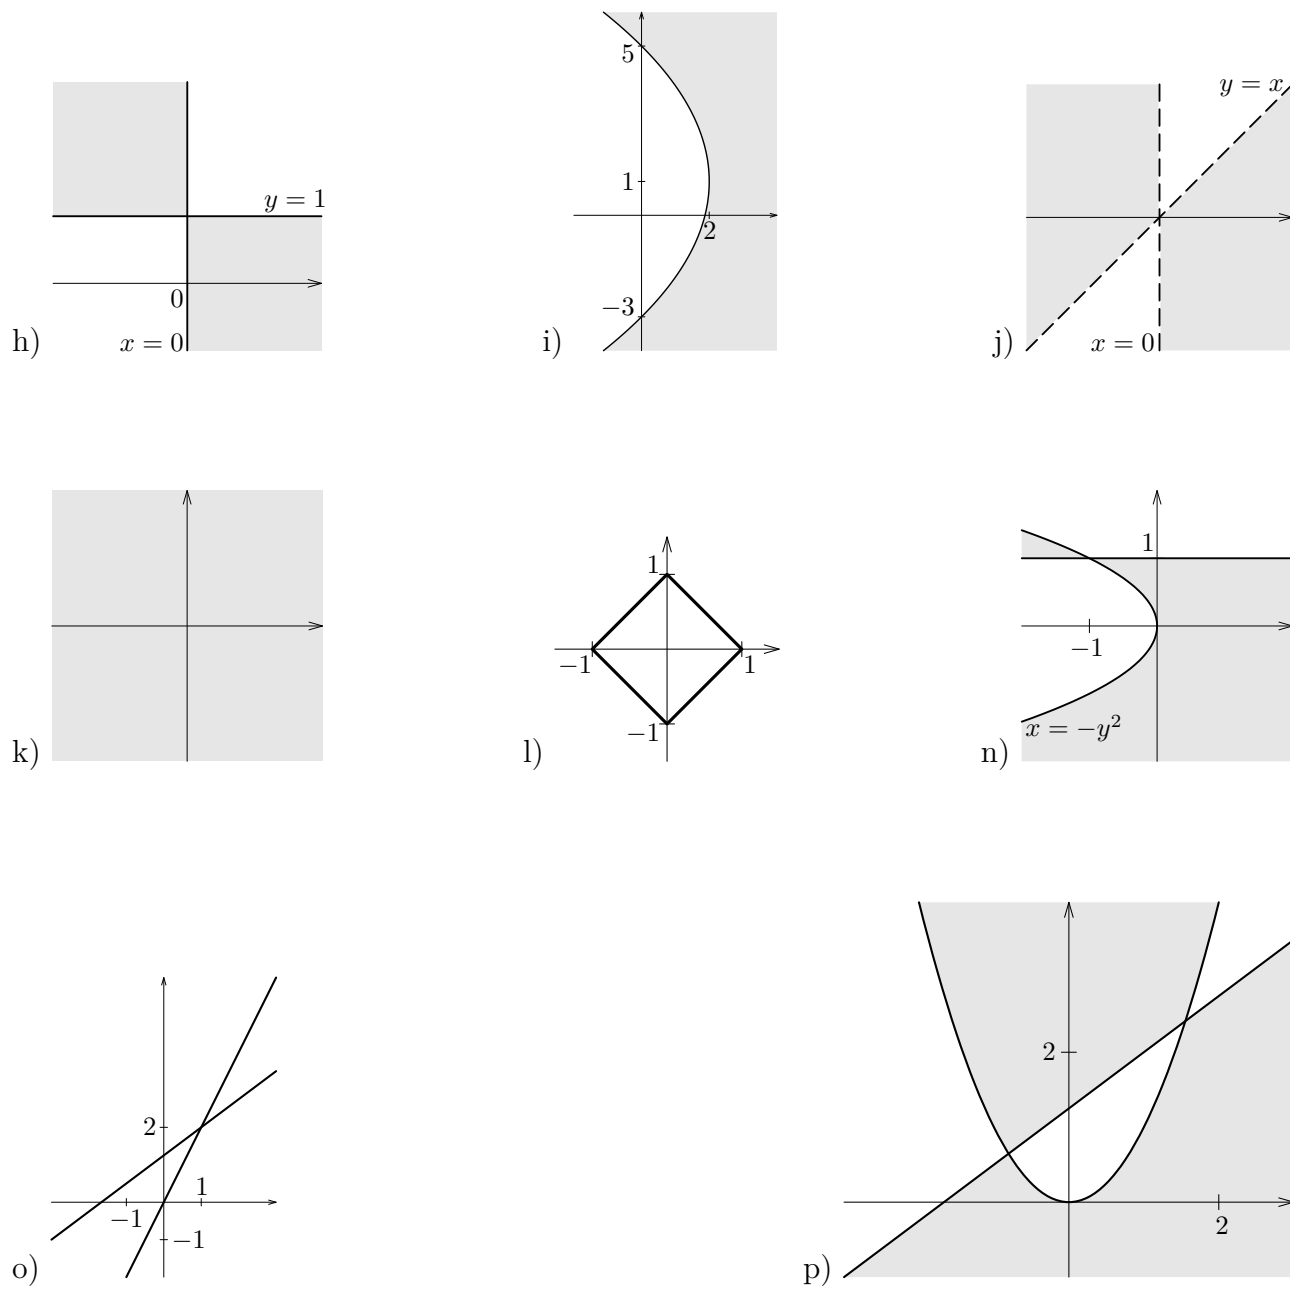 h)
y = 1
0
x = 0
i)
5
1
2
−3
j)
y = x
x = 0
k)
l)
1
−1
1
−1
n)
1
−1
x = −y²
o)
2
1
−1
−1
p)
2
2